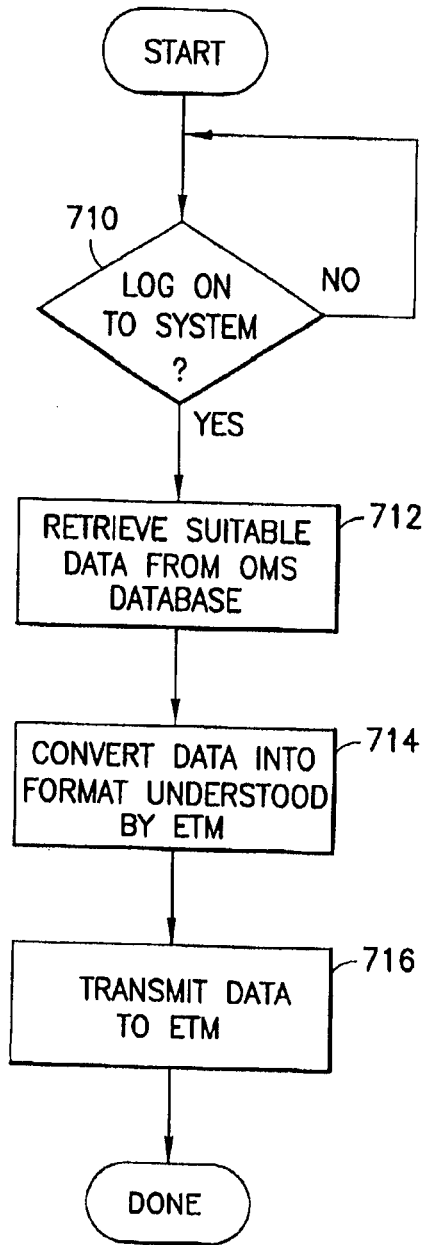 START
710
LOG ON
TO SYSTEM
?
NO
YES
712
RETRIEVE SUITABLE
DATA FROM OMS
DATABASE
714
CONVERT DATA INTO
FORMAT UNDERSTOOD
BY ETM
716
TRANSMIT DATA
TO ETM
DONE